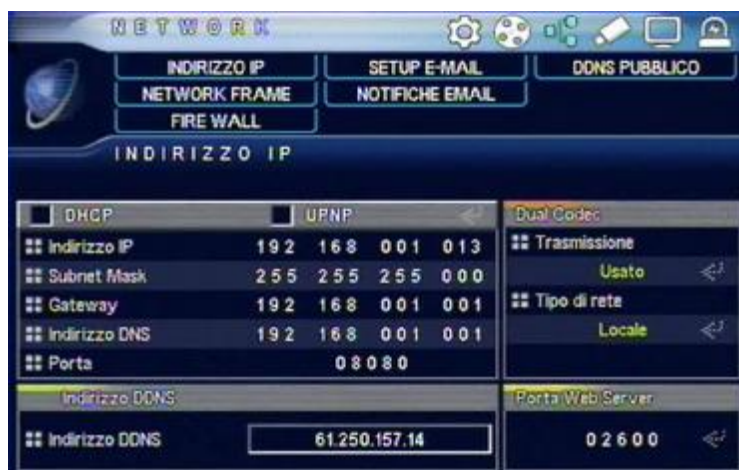 NETWORK
INDIRIZZO IP
SETUP E-MAIL
DDNS PUBBLICO
NETWORK FRAME
NOTIFICHE EMAIL
FIRE WALL
INDIRIZZO IP
DHCP
UPNP
Indirizzo IP 192 168 001 013
Subnet Mask 255 255 255 000
Gateway 192 168 001 001
Indirizzo DNS 192 168 001 001
Porta 08080
Dual Codec
Trasmissione
Usato
Tipo di rete
Locale
Indirizzo DDNS
Indirizzo DDNS 61.250.157.14
Porta Web Server
02600